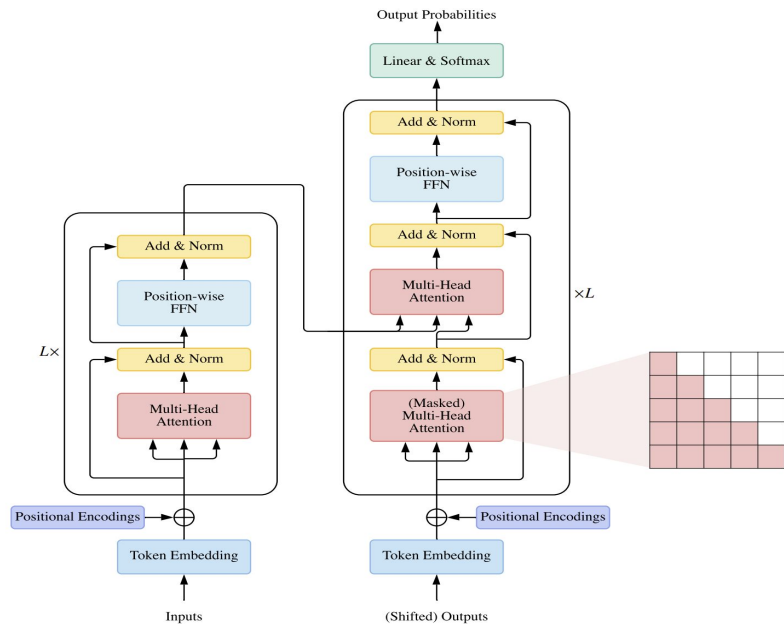 Output Probabilities
Linear & Softmax
Add & Norm
Position-wise
FFN
Add & Norm
Multi-Head
Attention
×L
Add & Norm
(Masked)
Multi-Head
Attention
Positional Encodings
Token Embedding
(Shifted) Outputs
Add & Norm
Position-wise
FFN
L×
Add & Norm
Multi-Head
Attention
Positional Encodings
Token Embedding
Inputs